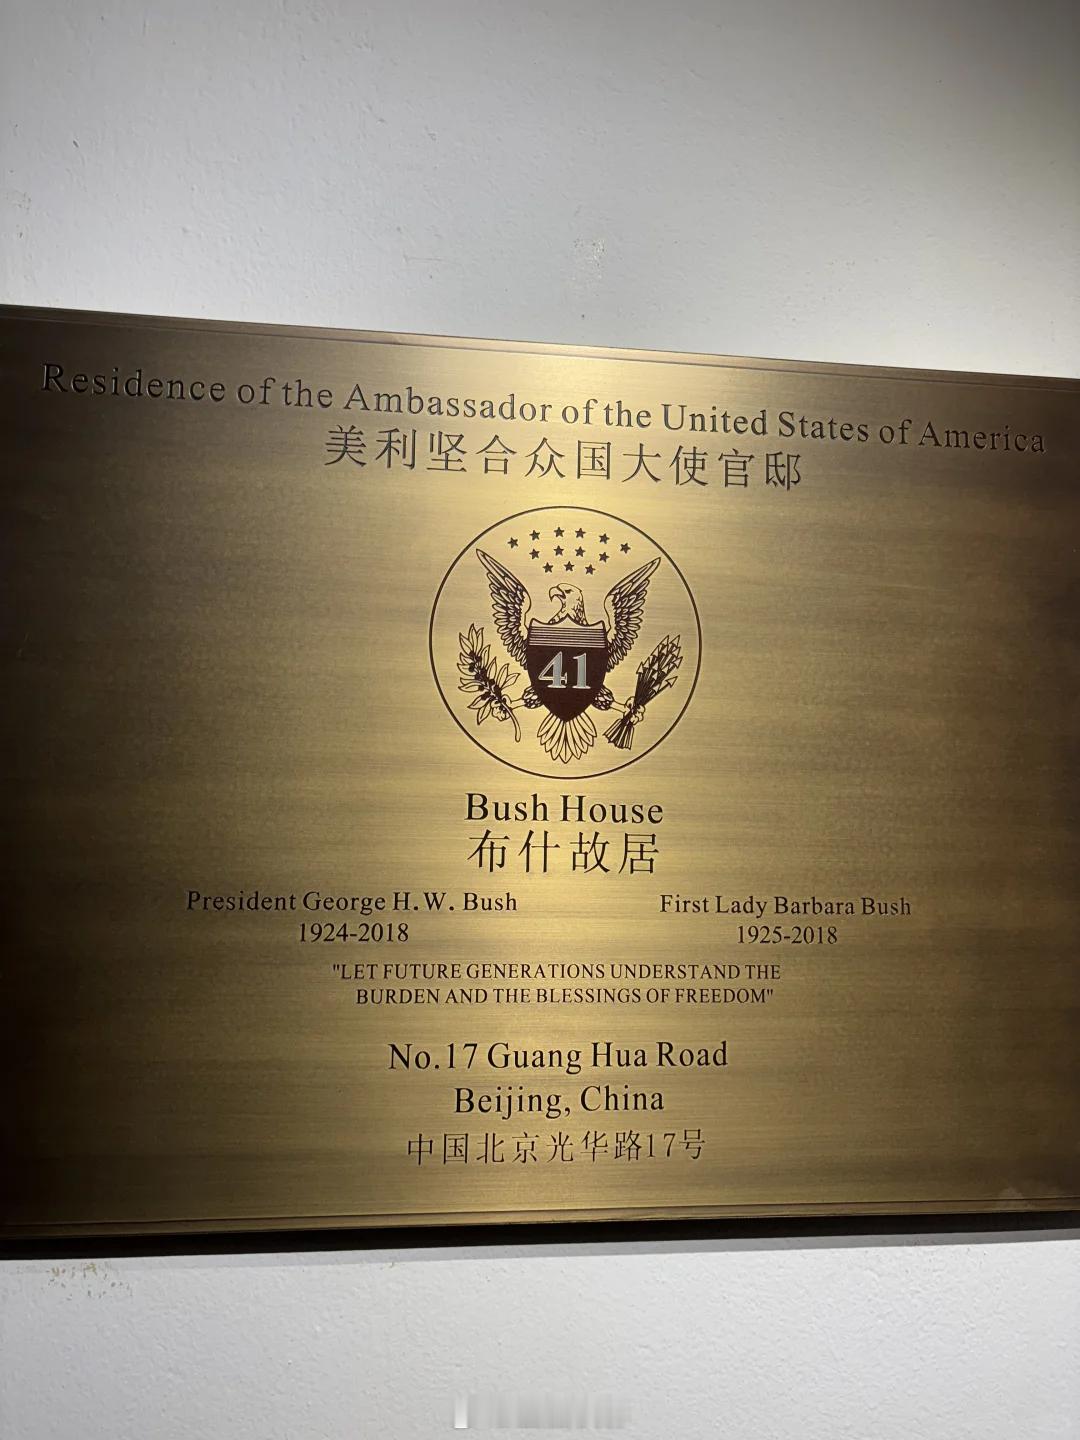 Residence of the Ambassador of the United States of America
美利坚合众国大使官邸
41
Bush House
布什故居
President George H.W. Bush First Lady Barbara Bush
1924-2018 1925-2018
"LET FUTURE GENERATIONS UNDERSTAND THE
BURDEN AND THE BLESSINGS OF FREEDOM"
No.17 Guang Hua Road
Beijing, China
中国北京光华路17号